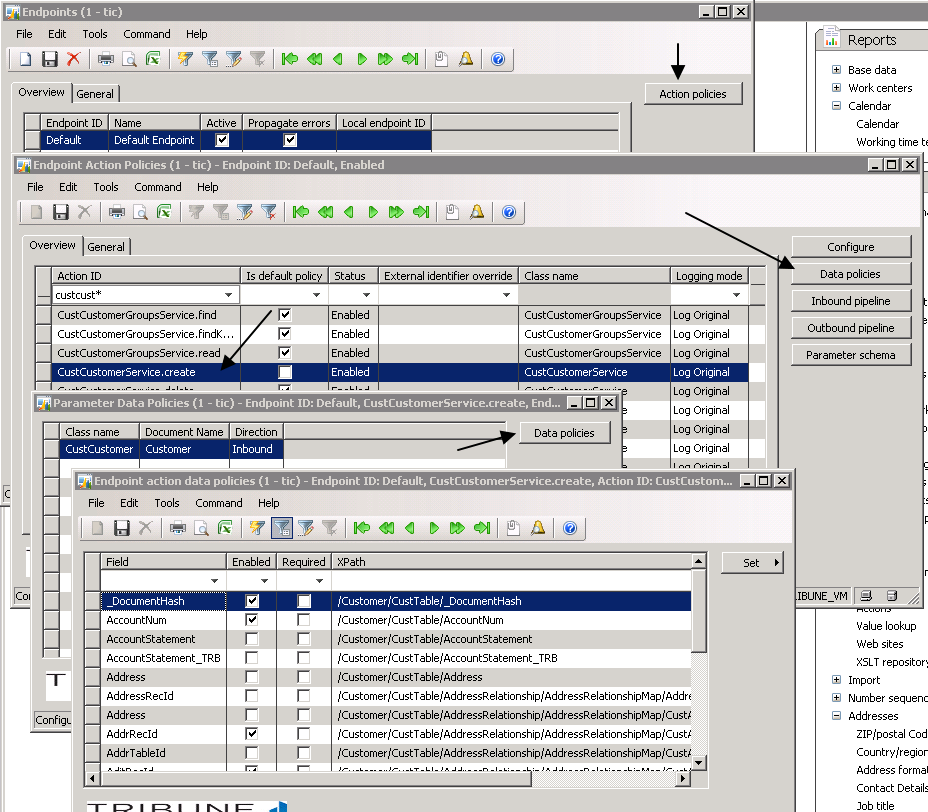 Endpoints (1 - tic)
File Edit Tools Command Help
Overview General
Action policies
Endpoint ID Name Active Propagate errors Local endpoint ID
Default Default Endpoint
Reports
Base data
Work centers
Calendar
Calendar
Working time te
Endpoint Action Policies (1 - tic) - Endpoint ID: Default, Enabled
File Edit Tools Command Help
Overview General
Configure
Data policies
Inbound pipeline
Outbound pipeline
Parameter schema
Action ID Is default policy Status External identifier override Class name Logging mode
custcust*
CustCustomerGroupsService.find Enabled CustCustomerGroupsService Log Original
CustCustomerGroupsService.findK... Enabled CustCustomerGroupsService Log Original
CustCustomerGroupsService.read Enabled CustCustomerGroupsService Log Original
CustCustomerService.create Enabled CustCustomerService Log Original
CustCustomerService.delete Enabled CustCustomerService Log Original
Log Original
Log Original
Log Original
Log Original
Parameter Data Policies (1 - tic) - Endpoint ID: Default, CustCustomerService.create, End...
Class name Document Name Direction
CustCustomer Customer Inbound
Data policies
Endpoint action data policies (1 - tic) - Endpoint ID: Default, CustCustomerService.create, Action ID: CustCustom...
File Edit Tools Command Help
Set
Field Enabled Required XPath
_DocumentHash /Customer/CustTable/_DocumentHash
AccountNum /Customer/CustTable/AccountNum
AccountStatement /Customer/CustTable/AccountStatement
AccountStatement_TRB /Customer/CustTable/AccountStatement_TRB
Address /Customer/CustTable/Address
AddressRecId /Customer/CustTable/AddressRelationship/AddressRelationshipMap/Addre
Address /Customer/CustTable/AddressRelationship/AddressRelationshipMap/CustA
AddrRecId /Customer/CustTable/AddressRelationship/AddressRelationshipMap/CustA
AddrTableId /Customer/CustTable/AddressRelationship/AddressRelationshipMap/CustA
Configu
TRIBUNE
IBUNE_VM
Actions
Value lookup
Web sites
XSLT repository
Import
Number sequenc
Addresses
ZIP/postal Cod
Country/region
Address format
Contact Details
Job title